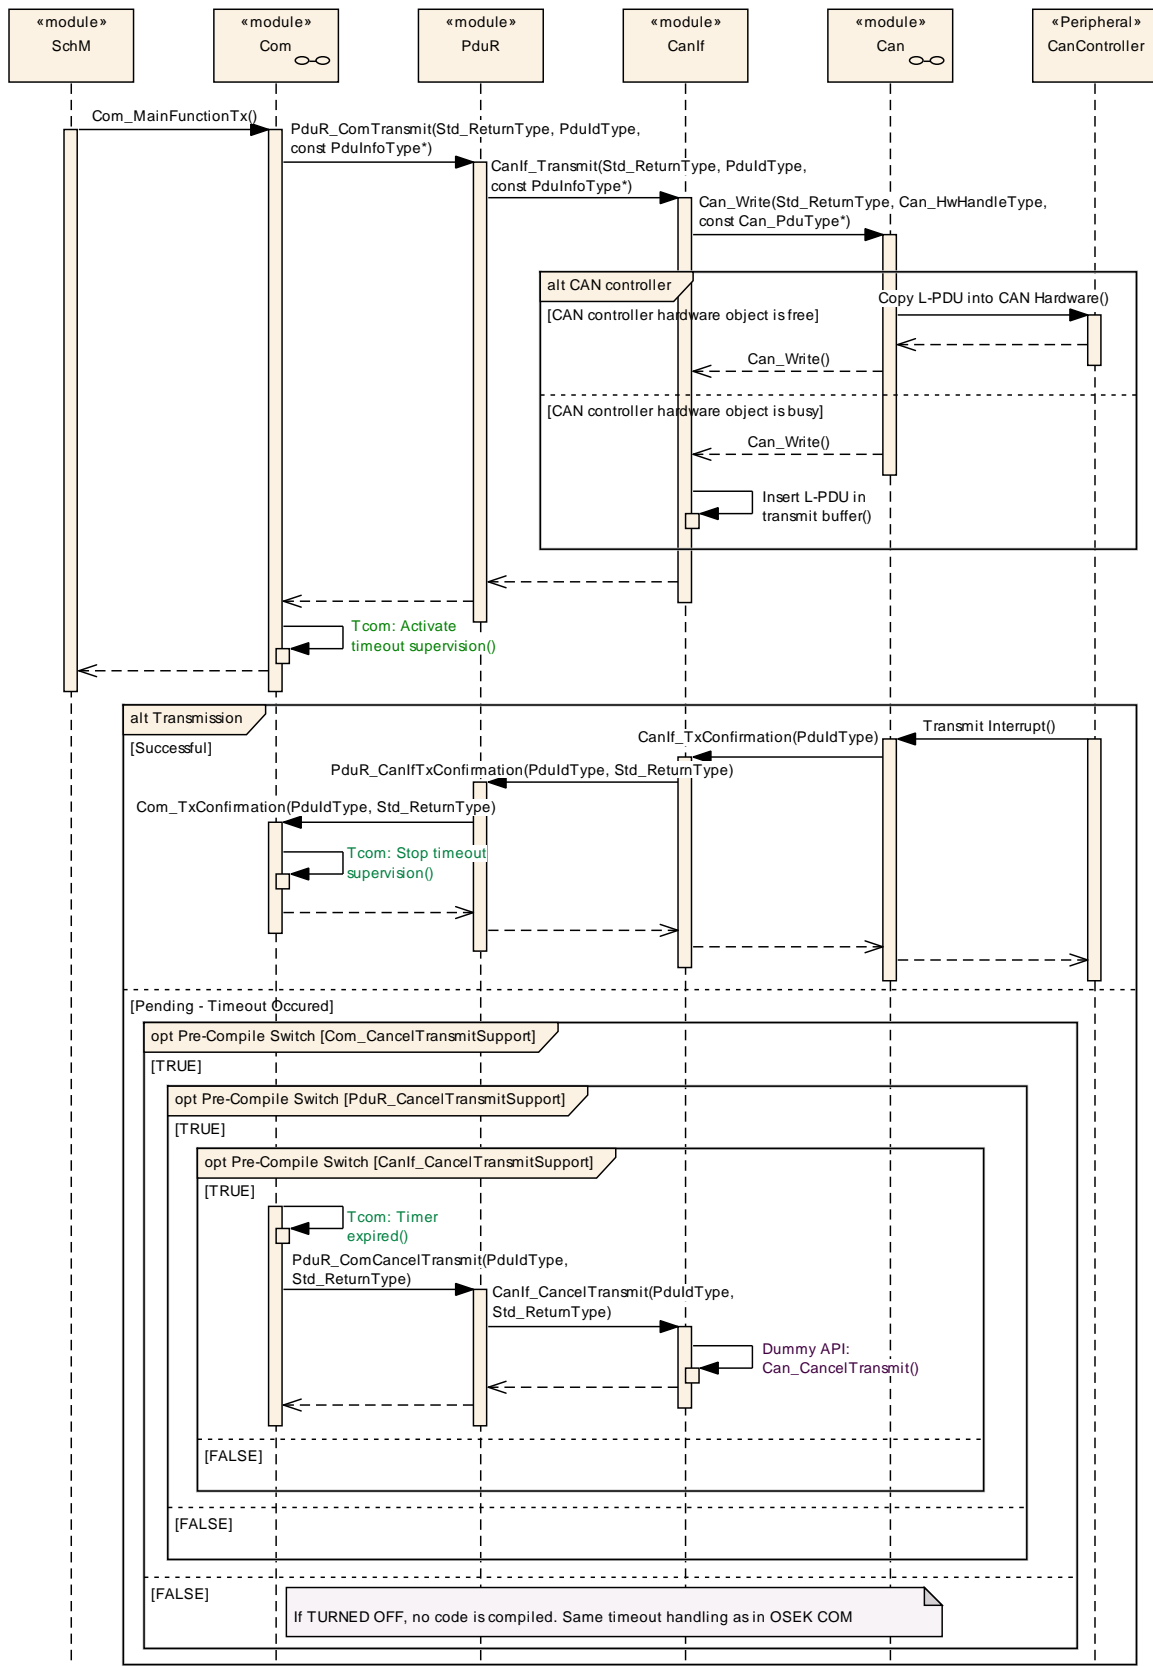 «module»
SchM
«module»
Com
«module»
PduR
«module»
CanIf
«module»
Can
«Peripheral»
CanController
Com_MainFunctionTx()
PduR_ComTransmit(Std_ReturnType, PduIdType,
const PduInfoType*)
CanIf_Transmit(Std_ReturnType, PduIdType,
const PduInfoType*)
Can_Write(Std_ReturnType, Can_HwHandleType,
const Can_PduType*)
alt CAN controller
[CAN controller hardware object is free]
Copy L-PDU into CAN Hardware()
Can_Write()
[CAN controller hardware object is busy]
Can_Write()
Insert L-PDU in
transmit buffer()
Tcom: Activate
timeout supervision()
alt Transmission
[Successful]
Transmit Interrupt()
CanIf_TxConfirmation(PduIdType)
PduR_CanIfTxConfirmation(PduIdType, Std_ReturnType)
Com_TxConfirmation(PduIdType, Std_ReturnType)
Tcom: Stop timeout
supervision()
[Pending - Timeout Occured]
opt Pre-Compile Switch [Com_CancelTransmitSupport]
[TRUE]
opt Pre-Compile Switch [PduR_CancelTransmitSupport]
[TRUE]
opt Pre-Compile Switch [CanIf_CancelTransmitSupport]
[TRUE]
Tcom: Timer
expired()
PduR_ComCancelTransmit(PduIdType,
Std_ReturnType)
CanIf_CancelTransmit(PduIdType,
Std_ReturnType)
Dummy API:
Can_CancelTransmit()
[FALSE]
[FALSE]
[FALSE]
If TURNED OFF, no code is compiled. Same timeout handling as in OSEK COM